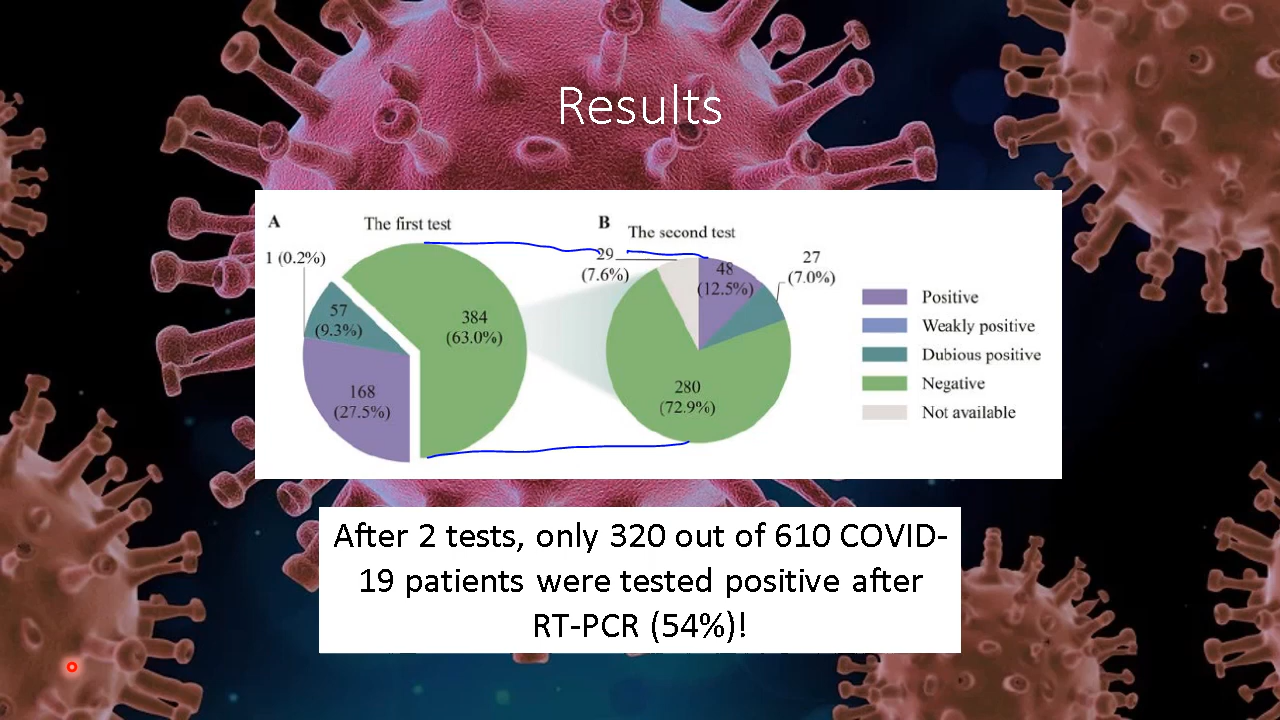 Results
A
The first test
1 (0.2%)
57
(9.3%)
384
(63.0%)
168
(27.5%)
B
The second test
29
(7.6%)
48
(12.5%)
27
(7.0%)
280
(72.9%)
Positive
Weakly positive
Dubious positive
Negative
Not available
After 2 tests, only 320 out of 610 COVID-
19 patients were tested positive after
RT-PCR (54%)!